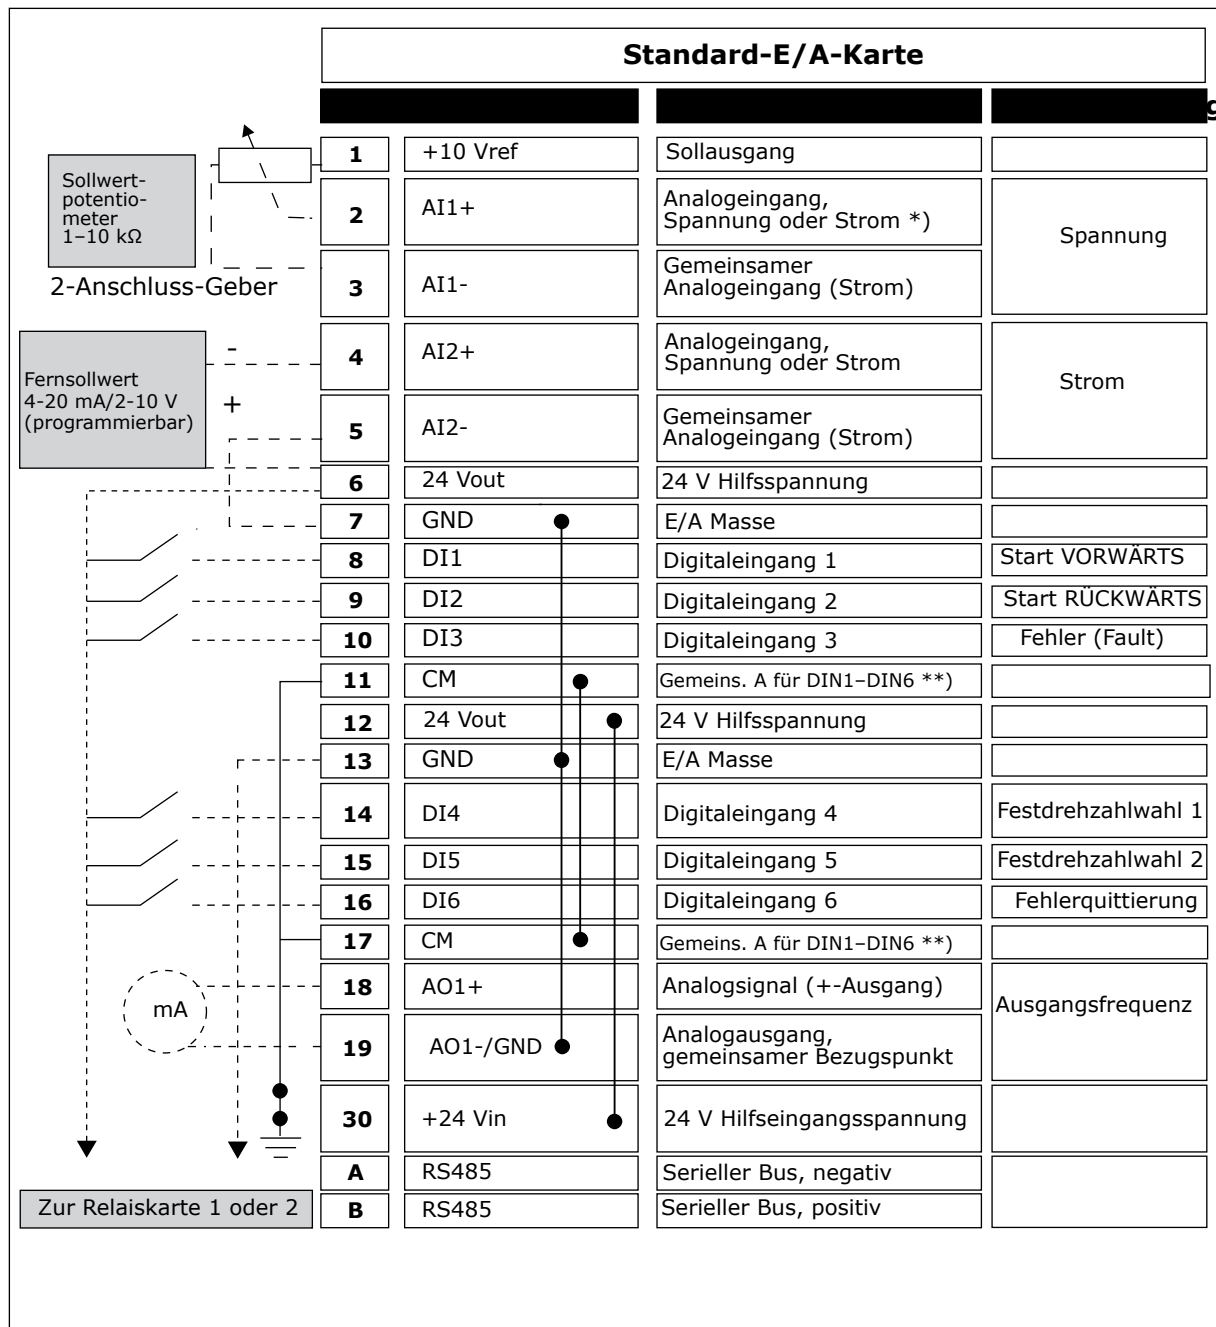 Standard-E/A-Karte
g
1 +10 Vref Sollausgang
Sollwert-
potentio-
meter
1–10 kΩ
2 AI1+ Analogeingang,
Spannung oder Strom *)
Spannung
2-Anschluss-Geber
3 AI1- Gemeinsamer
Analogeingang (Strom)
Fernsollwert
4-20 mA/2-10 V
(programmierbar)
-
+
4 AI2+ Analogeingang,
Spannung oder Strom
Strom
5 AI2- Gemeinsamer
Analogeingang (Strom)
6 24 Vout 24 V Hilfsspannung
7 GND E/A Masse
8 DI1 Digitaleingang 1 Start VORWÄRTS
9 DI2 Digitaleingang 2 Start RÜCKWÄRTS
10 DI3 Digitaleingang 3 Fehler (Fault)
11 CM Gemeins. A für DIN1–DIN6 **)
12 24 Vout 24 V Hilfsspannung
13 GND E/A Masse
14 DI4 Digitaleingang 4 Festdrehzahlwahl 1
15 DI5 Digitaleingang 5 Festdrehzahlwahl 2
16 DI6 Digitaleingang 6 Fehlerquittierung
17 CM Gemeins. A für DIN1–DIN6 **)
mA
18 AO1+ Analogsignal (+-Ausgang)
Ausgangsfrequenz
19 AO1-/GND Analogausgang,
gemeinsamer Bezugspunkt
30 +24 Vin 24 V Hilfseingangsspannung
A RS485 Serieller Bus, negativ
Zur Relaiskarte 1 oder 2
B RS485 Serieller Bus, positiv